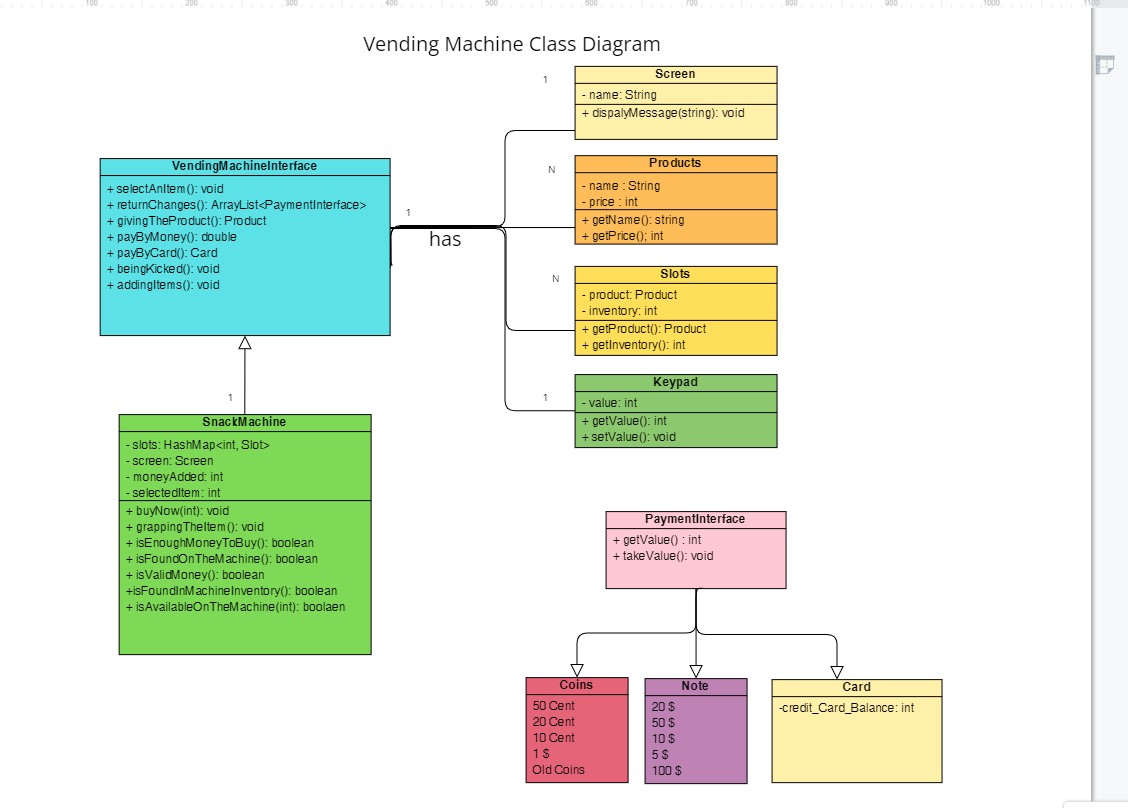 100 200 300 400 500 600 700 800 900 1000 1100
Vending Machine Class Diagram
1
Screen
- name: String
+ dispalyMessage(string): void
VendingMachineInterface
+ selectAnItem(): void
+ returnChanges(): ArrayList<PaymentInterface>
+ givingTheProduct(): Product
+ payByMoney(): double
+ payByCard(): Card
+ beingKicked(): void
+ addingItems(): void
1
has
N
Products
- name : String
- price : int
+ getName(): string
+ getPrice(); int
N
Slots
- product: Product
- inventory: int
+ getProduct(): Product
+ getInventory(): int
1
Keypad
- value: int
+ getValue(): int
+ setValue(): void
1
SnackMachine
- slots: HashMap<int, Slot>
- screen: Screen
- moneyAdded: int
- selectedItem: int
+ buyNow(int): void
+ grappingTheItem(): void
+ isEnoughMoneyToBuy(): boolean
+ isFoundOnTheMachine(): boolean
+ isValidMoney(): boolean
+isFoundInMachineInventory(): boolean
+ isAvailableOnTheMachine(int): boolaen
PaymentInterface
+ getValue() : int
+ takeValue(): void
Coins
50 Cent
20 Cent
10 Cent
1 $
Old Coins
Note
20 $
50 $
10 $
5 $
100 $
Card
-credit_Card_Balance: int